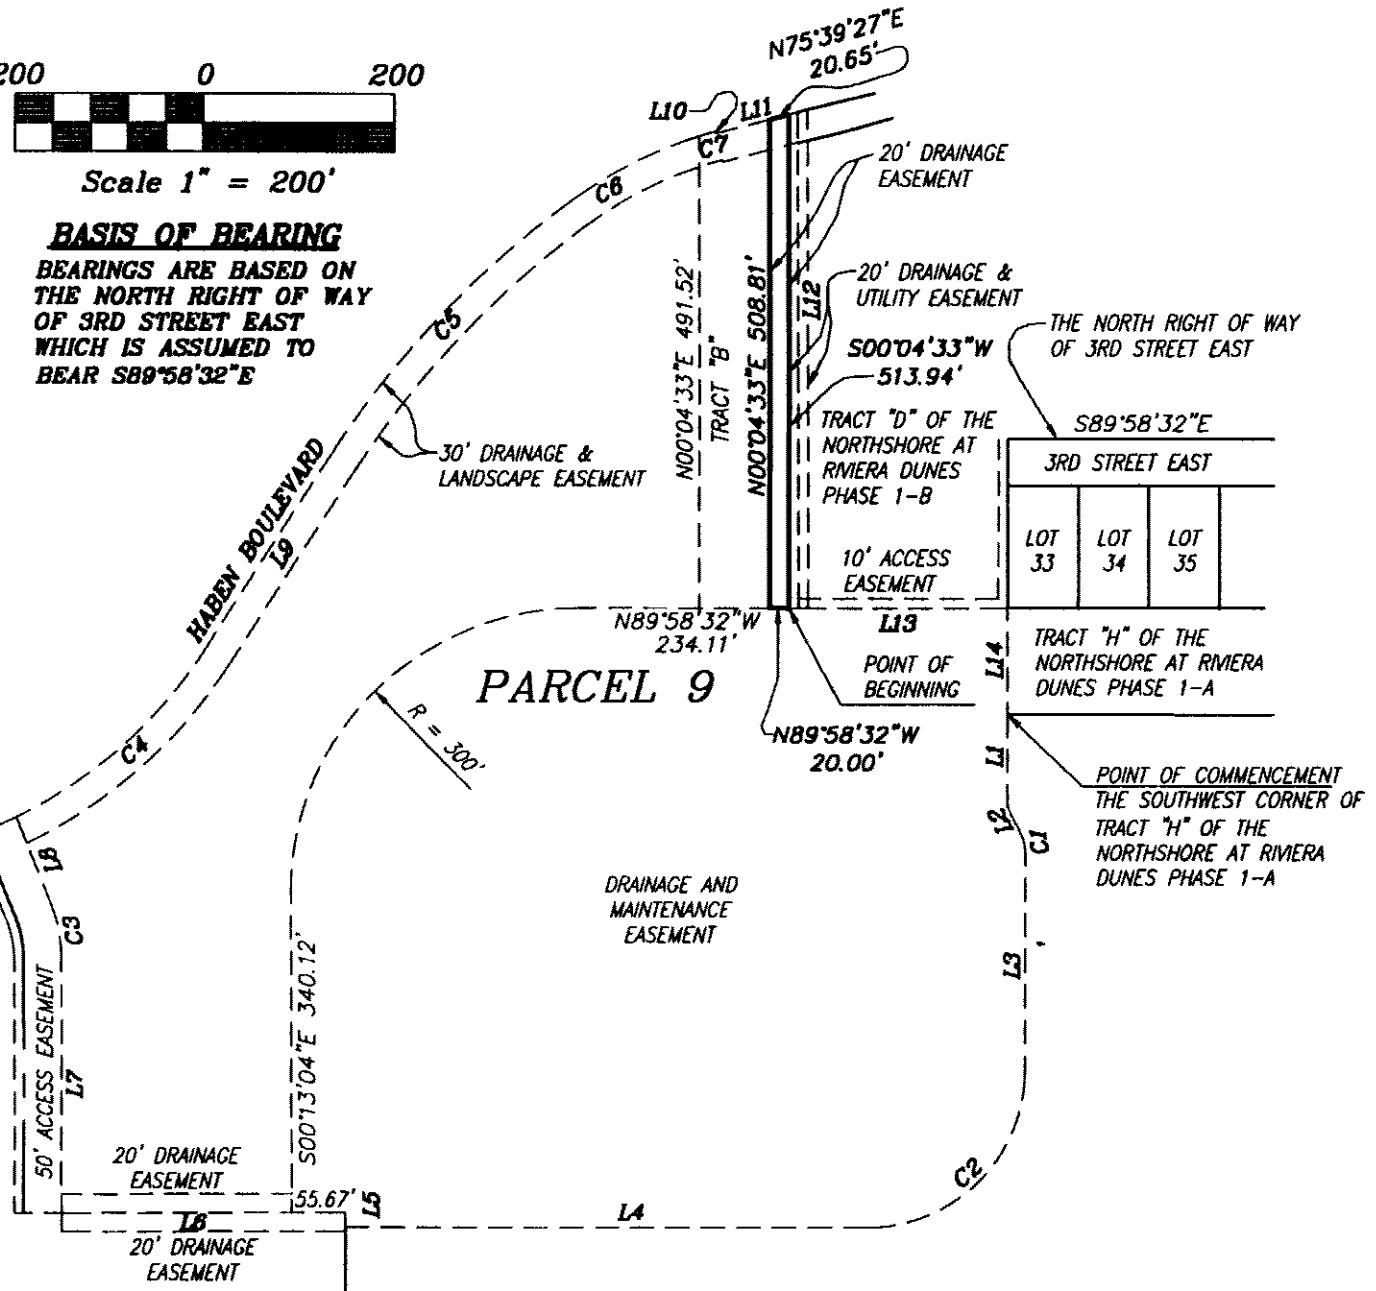 200 0 200
Scale 1" = 200'
BASIS OF BEARING
BEARINGS ARE BASED ON
THE NORTH RIGHT OF WAY
OF 3RD STREET EAST
WHICH IS ASSUMED TO
BEAR S89°58'32"E
N75°39'27"E
20.65'
L10
L11
C7
C6
C5
20' DRAINAGE
EASEMENT
20' DRAINAGE &
UTILITY EASEMENT
L12
N00°04'33"E 491.52'
TRACT "B"
N00°04'33"E 508.81'
S00°04'33"W
513.94'
THE NORTH RIGHT OF WAY
OF 3RD STREET EAST
S89°58'32"E
3RD STREET EAST
TRACT "D" OF THE
NORTHSHORE AT
RIVIERA DUNES
PHASE 1-B
LOT
33
LOT
34
LOT
35
30' DRAINAGE &
LANDSCAPE EASEMENT
HABEN BOULEVARD
L9
10' ACCESS
EASEMENT
N89°58'32"W
234.11'
L13
L14
TRACT "H" OF THE
NORTHSHORE AT RIVIERA
DUNES PHASE 1-A
PARCEL 9
POINT OF
BEGINNING
R = 300'
N89°58'32"W
20.00'
C4
L1
POINT OF COMMENCEMENT
THE SOUTHWEST CORNER OF
TRACT "H" OF THE
NORTHSHORE AT RIVIERA
DUNES PHASE 1-A
L2
C1
L8
C3
DRAINAGE AND
MAINTENANCE
EASEMENT
L3
50' ACCESS EASEMENT
L7
S00°13'04"E 340.12'
20' DRAINAGE
EASEMENT
55.67'
L5
L6
L4
C2
20' DRAINAGE
EASEMENT